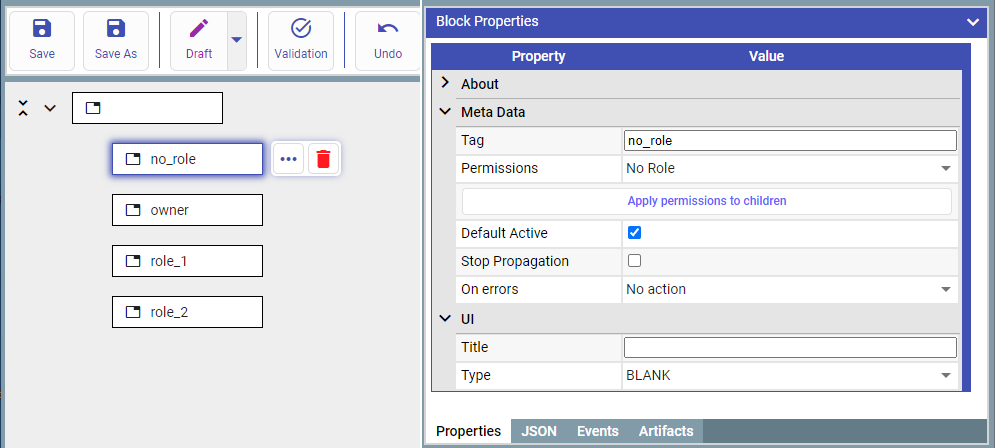 Save
Save As
Draft
Validation
Undo
no_role
owner
role_1
role_2
Block Properties
Property Value
About
Meta Data
Tag no_role
Permissions No Role
Apply permissions to children
Default Active
Stop Propagation
On errors No action
UI
Title
Type BLANK
Properties JSON Events Artifacts